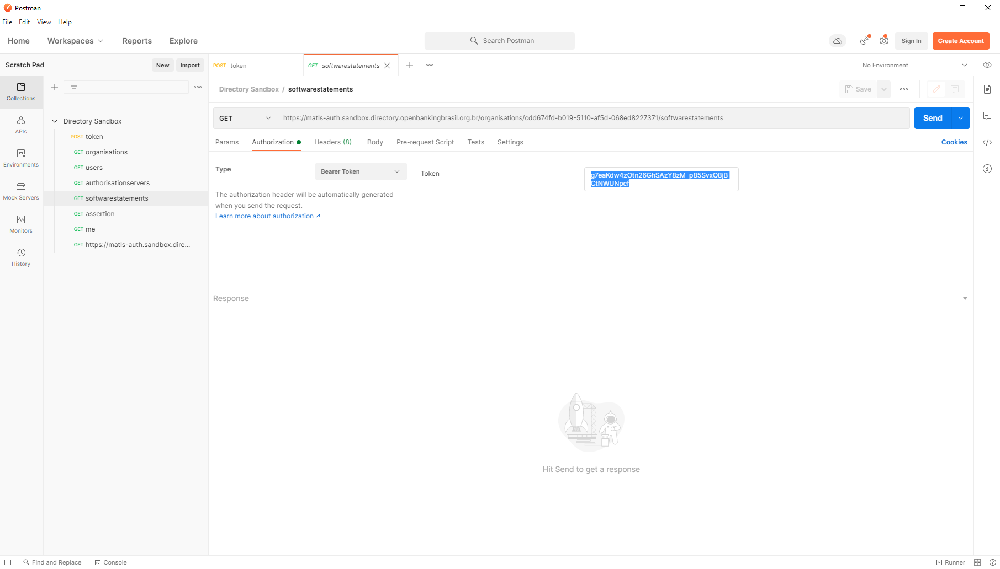 Postman
File Edit View Help
Home Workspaces Reports Explore
Search Postman
Sign In
Create Account
Scratch Pad
New Import
POST token
GET softwarestatements
No Environment
Collections
APIs
Environments
Mock Servers
Monitors
History
Directory Sandbox
POST token
GET organisations
GET users
GET authorisationservers
GET softwarestatements
GET assertion
GET me
GET https://matls-auth.sandbox.dire...
Directory Sandbox / softwarestatements
Save
GET
https://matls-auth.sandbox.directory.openbankingbrasil.org.br/organisations/cdd674fd-b019-5110-af5d-068ed8227371/softwarestatements
Send
Params Authorization Headers (8) Body Pre-request Script Tests Settings
Cookies
Type
Bearer Token
The authorization header will be automatically generated
when you send the request.
Learn more about authorization ↗
Token
g7eaKdw4zOtn26GhSAzY8zM_p85SvxQ8jB
CtNWUNpcf
Response
Hit Send to get a response
Find and Replace
Console
Runner